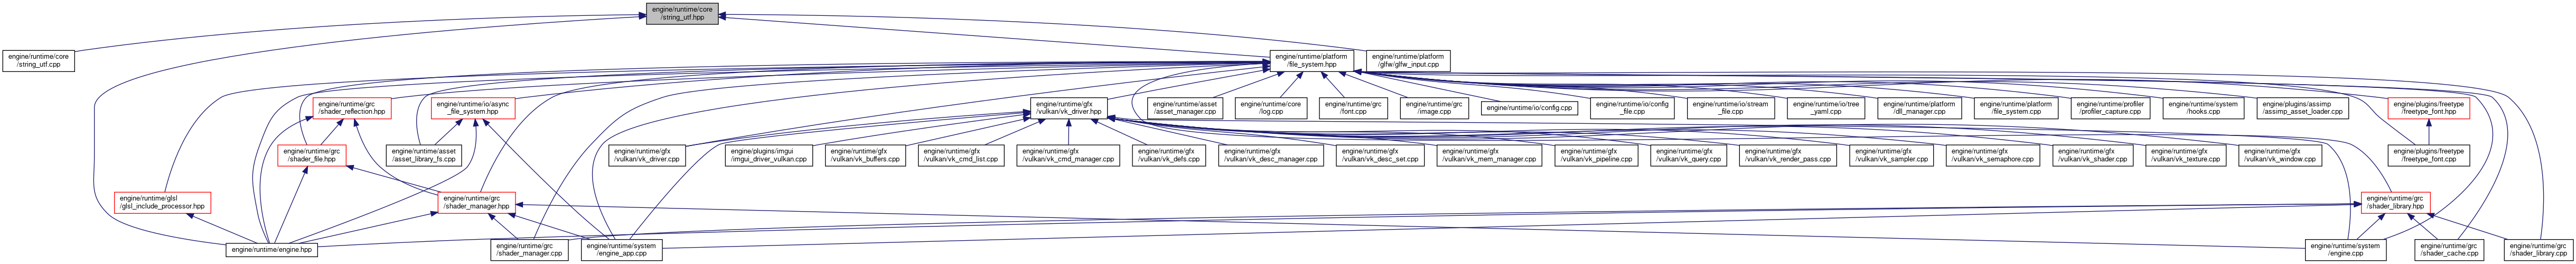 engine/runtime/core
/string_utf.hpp
engine/runtime/core
/string_utf.cpp
engine/runtime/platform
/file_system.hpp
engine/runtime/platform
/glfw/glfw_input.cpp
engine/runtime/grc
/shader_reflection.hpp
engine/runtime/io/async
_file_system.hpp
engine/runtime/gfx
/vulkan/vk_driver.hpp
engine/runtime/asset
/asset_manager.cpp
engine/runtime/core
/log.cpp
engine/runtime/grc
/font.cpp
engine/runtime/grc
/image.cpp
engine/runtime/io/config.cpp
engine/runtime/io/config
_file.cpp
engine/runtime/io/stream
_file.cpp
engine/runtime/io/tree
_yaml.cpp
engine/runtime/platform
/dll_manager.cpp
engine/runtime/platform
/file_system.cpp
engine/runtime/profiler
/profiler_capture.cpp
engine/runtime/system
/hooks.cpp
engine/plugins/assimp
/assimp_asset_loader.cpp
engine/plugins/freetype
/freetype_font.hpp
engine/runtime/grc
/shader_file.hpp
engine/runtime/asset
/asset_library_fs.cpp
engine/runtime/gfx
/vulkan/vk_driver.cpp
engine/plugins/imgui
/imgui_driver_vulkan.cpp
engine/runtime/gfx
/vulkan/vk_buffers.cpp
engine/runtime/gfx
/vulkan/vk_cmd_list.cpp
engine/runtime/gfx
/vulkan/vk_cmd_manager.cpp
engine/runtime/gfx
/vulkan/vk_defs.cpp
engine/runtime/gfx
/vulkan/vk_desc_manager.cpp
engine/runtime/gfx
/vulkan/vk_desc_set.cpp
engine/runtime/gfx
/vulkan/vk_mem_manager.cpp
engine/runtime/gfx
/vulkan/vk_pipeline.cpp
engine/runtime/gfx
/vulkan/vk_query.cpp
engine/runtime/gfx
/vulkan/vk_render_pass.cpp
engine/runtime/gfx
/vulkan/vk_sampler.cpp
engine/runtime/gfx
/vulkan/vk_semaphore.cpp
engine/runtime/gfx
/vulkan/vk_shader.cpp
engine/runtime/gfx
/vulkan/vk_texture.cpp
engine/runtime/gfx
/vulkan/vk_window.cpp
engine/plugins/freetype
/freetype_font.cpp
engine/runtime/glsl
/glsl_include_processor.hpp
engine/runtime/grc
/shader_manager.hpp
engine/runtime/grc
/shader_library.hpp
engine/runtime/engine.hpp
engine/runtime/grc
/shader_manager.cpp
engine/runtime/system
/engine_app.cpp
engine/runtime/system
/engine.cpp
engine/runtime/grc
/shader_cache.cpp
engine/runtime/grc
/shader_library.cpp